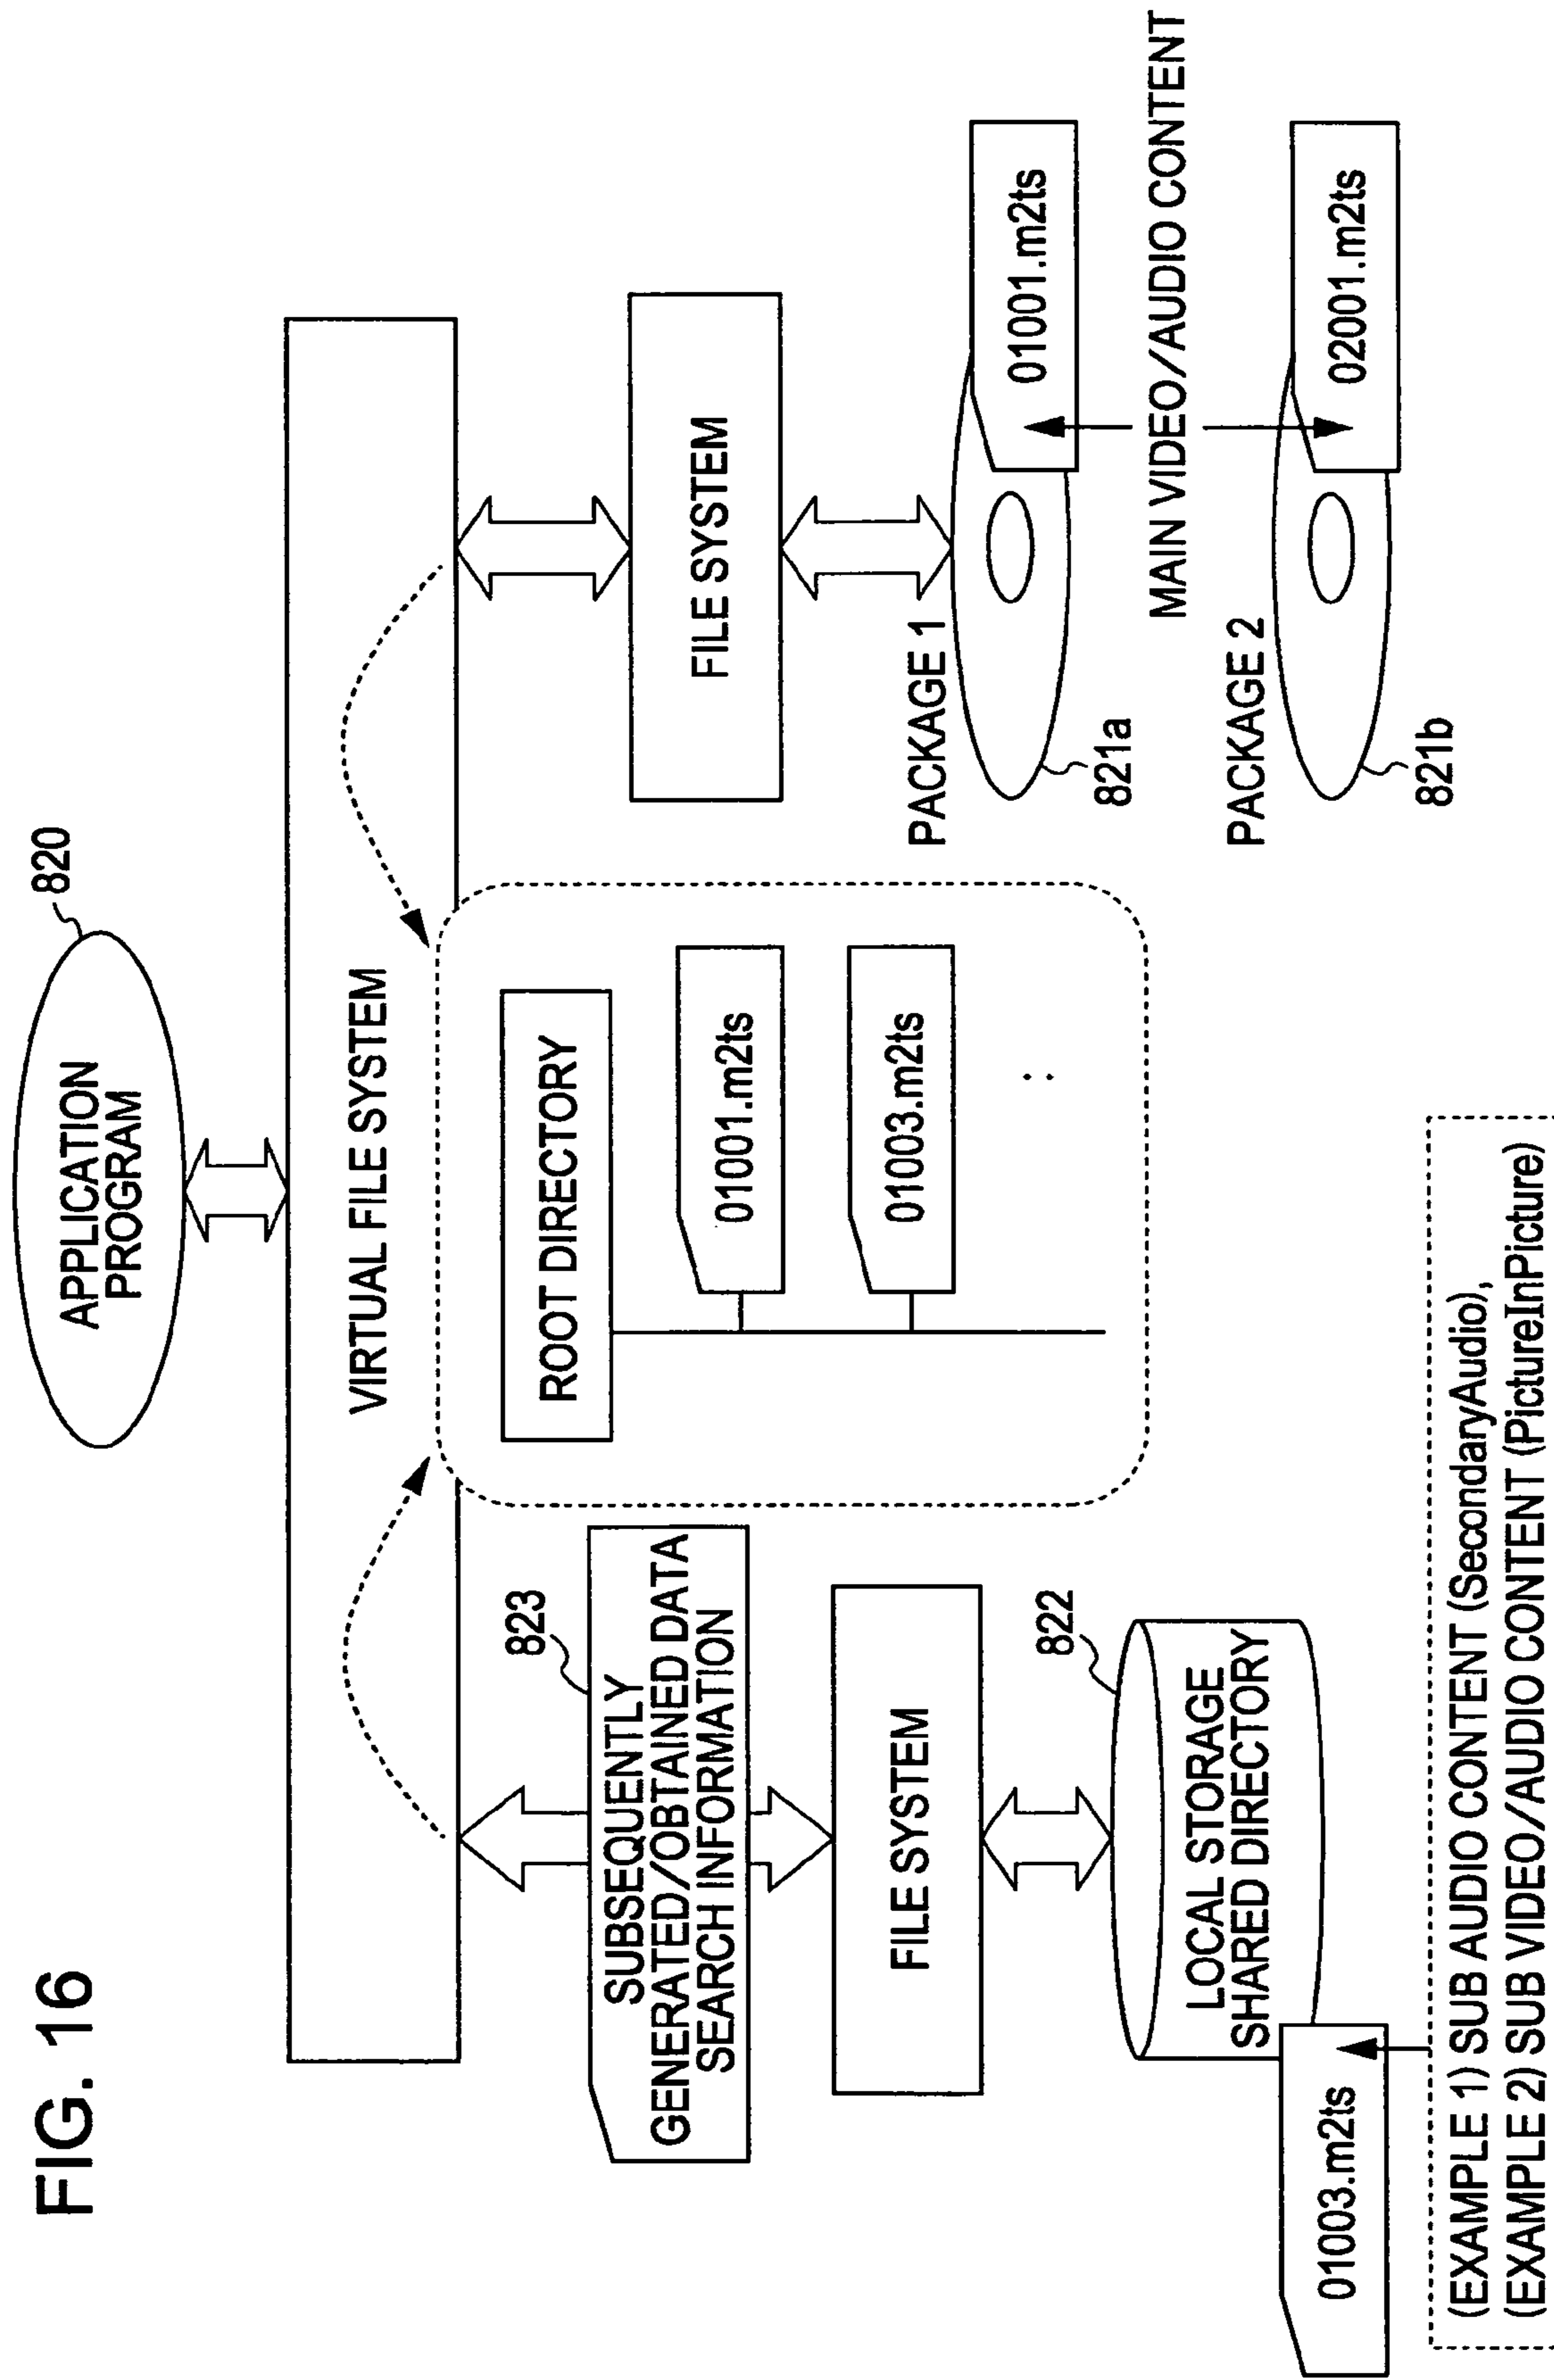 FIG. 16
APPLICATION
PROGRAM
820
VIRTUAL FILE SYSTEM
823
SUBSEQUENTLY
GENERATED/OBTAINED DATA
SEARCH INFORMATION
ROOT DIRECTORY
01001.m2ts
01003.m2ts
FILE SYSTEM
FILE SYSTEM
822
LOCAL STORAGE
SHARED DIRECTORY
01003.m2ts
PACKAGE 1
821a
01001.m2ts
MAIN VIDEO/AUDIO CONTENT
PACKAGE 2
821b
02001.m2ts
(EXAMPLE 1) SUB AUDIO CONTENT (SecondaryAudio),
(EXAMPLE 2) SUB VIDEO/AUDIO CONTENT (PictureInPicture)